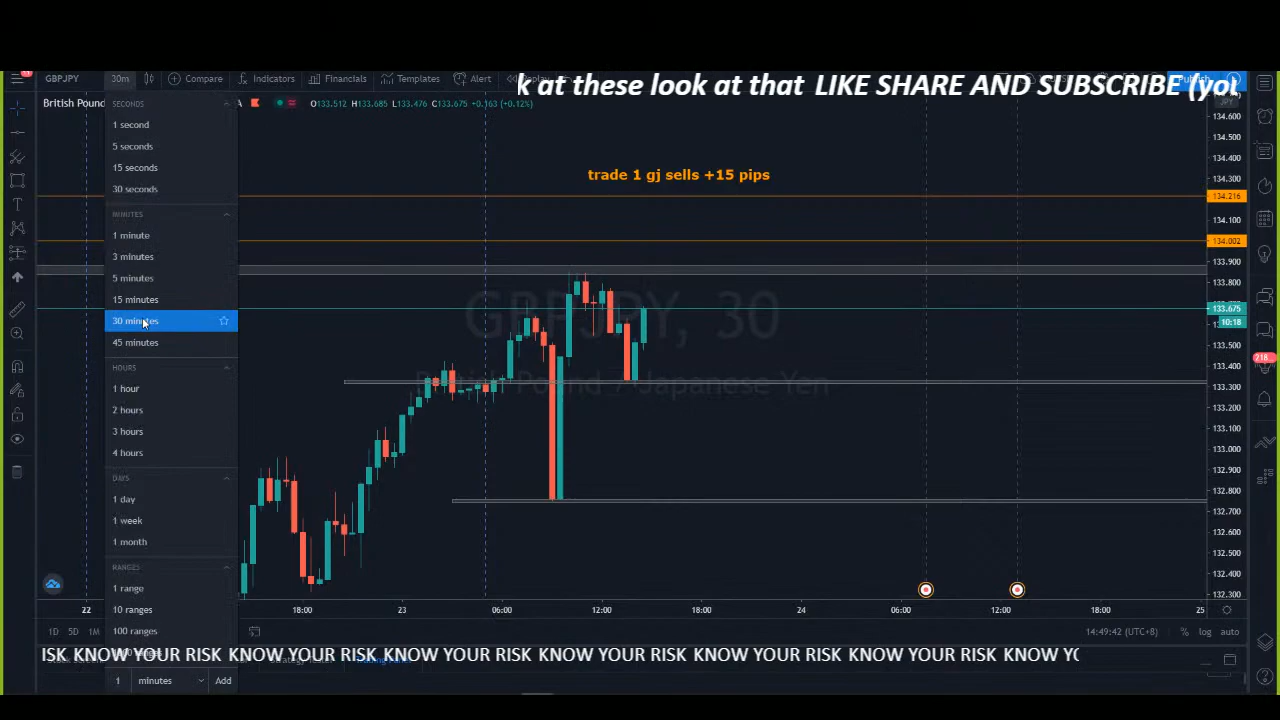 k at these look at that LIKE SHARE AND SUBSCRIBE (you
GBPJPY 30m Compare Indicators Financials Templates Alert Publish
British Pound O133.512 H133.685 L133.476 C133.675 +0.163 (+0.12%)
JPY
SECONDS
1 second
5 seconds
15 seconds
30 seconds
MINUTES
1 minute
3 minutes
5 minutes
15 minutes
30 minutes
45 minutes
HOURS
1 hour
2 hours
3 hours
4 hours
DAYS
1 day
1 week
1 month
RANGES
1 range
10 ranges
100 ranges
1 minutes Add
trade 1 gj sells +15 pips
GBPJPY, 30
British Pound / Japanese Yen
134.600
134.500
134.400
134.300
134.216
134.100
134.002
133.900
133.800
133.675
10:18
133.500
133.400
133.300
133.200
133.100
133.000
132.900
132.800
132.700
132.600
132.500
132.400
132.300
218
22 18:00 23 06:00 12:00 18:00 24 06:00 12:00 18:00 25
1D 5D 1M 14:49:42 (UTC+8) % log auto
ISK KNOW YOUR RISK KNOW YOUR RISK KNOW YOUR RISK KNOW YOUR RISK KNOW YOUR RISK KNOW YOUR RISK KNOW YO